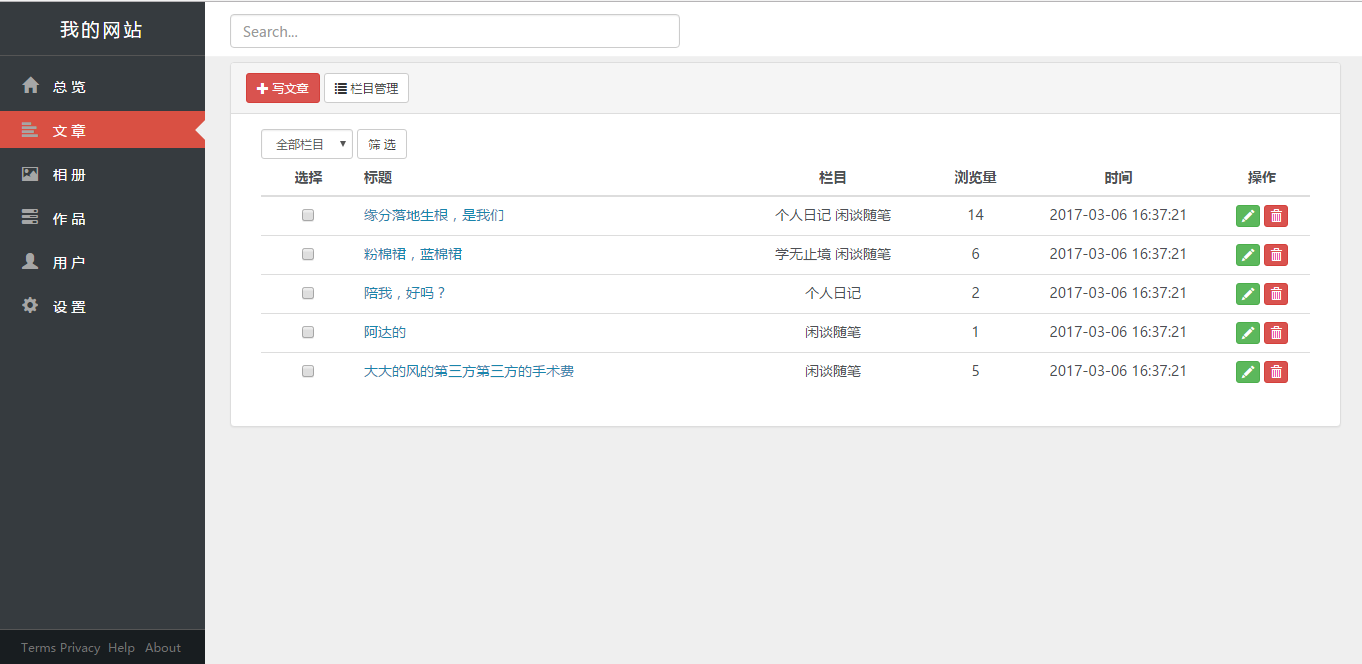 我的网站
Search...
总览
文章
相册
作品
用户
设置
写文章 栏目管理
全部栏目 筛 选
选择 标题 栏目 浏览量 时间 操作
缘分落地生根，是我们 个人日记 闲谈随笔 14 2017-03-06 16:37:21
粉棉裙，蓝棉裙 学无止境 闲谈随笔 6 2017-03-06 16:37:21
陪我，好吗？ 个人日记 2 2017-03-06 16:37:21
阿达的 闲谈随笔 1 2017-03-06 16:37:21
大大的风的第三方第三方的手术费 闲谈随笔 5 2017-03-06 16:37:21
Terms Privacy Help About